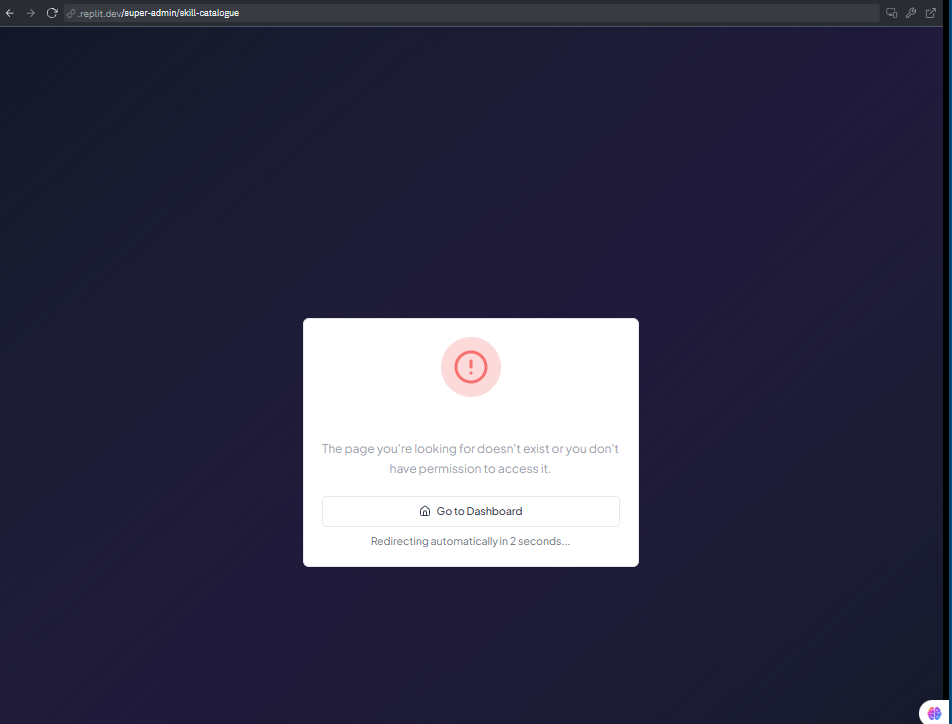 .replit.dev/super-admin/skill-catalogue
The page you're looking for doesn't exist or you don't
have permission to access it.
Go to Dashboard
Redirecting automatically in 2 seconds...